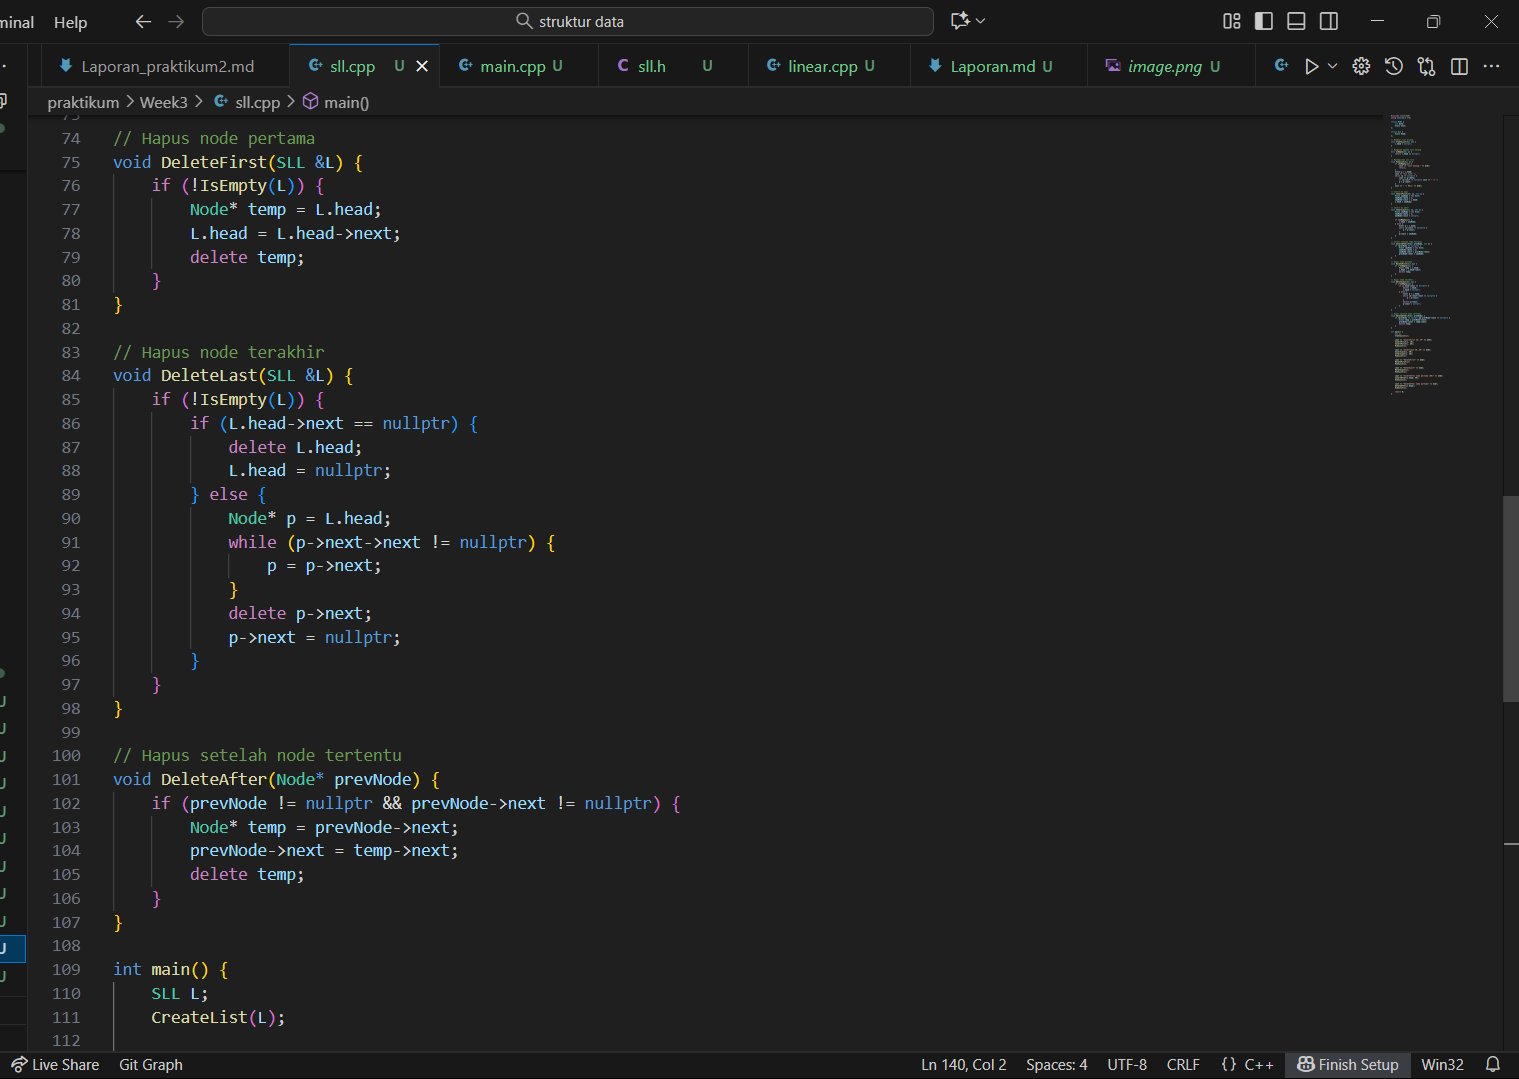 Help
struktur data
Laporan_praktikum2.md
sll.cpp U
main.cpp U
C sll.h U
linear.cpp U
Laporan.md U
image.png U
praktikum > Week3 > sll.cpp > main()
74 // Hapus node pertama
75 void DeleteFirst(SLL &L) {
76     if (!IsEmpty(L)) {
77         Node* temp = L.head;
78         L.head = L.head->next;
79         delete temp;
80     }
81 }
82
83 // Hapus node terakhir
84 void DeleteLast(SLL &L) {
85     if (!IsEmpty(L)) {
86         if (L.head->next == nullptr) {
87             delete L.head;
88             L.head = nullptr;
89         } else {
90             Node* p = L.head;
91             while (p->next->next != nullptr) {
92                 p = p->next;
93             }
94             delete p->next;
95             p->next = nullptr;
96         }
97     }
98 }
99
100 // Hapus setelah node tertentu
101 void DeleteAfter(Node* prevNode) {
102     if (prevNode != nullptr && prevNode->next != nullptr) {
103         Node* temp = prevNode->next;
104         prevNode->next = temp->next;
105         delete temp;
106     }
107 }
108
109 int main() {
110     SLL L;
111     CreateList(L);
112
Live Share Git Graph Ln 140, Col 2 Spaces: 4 UTF-8 CRLF {} C++ Finish Setup Win32